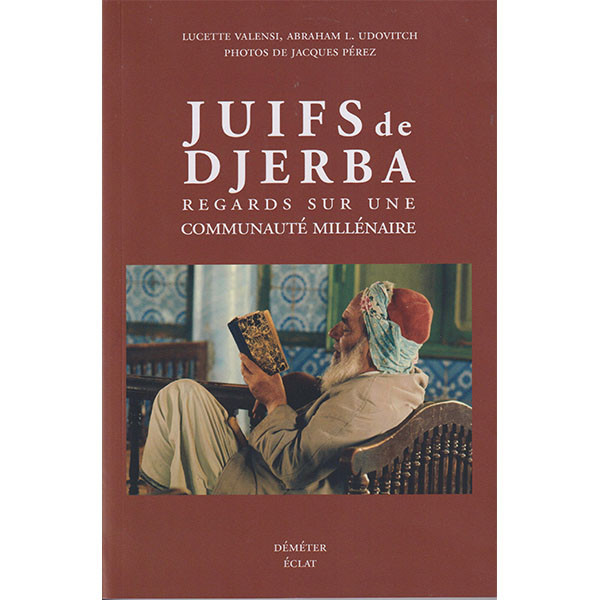 LUCETTE VALENSI, ABRAHAM L. UDOVITCH
PHOTOS DE JACQUES PÉREZ
JUIFS de
DJERBA
REGARDS SUR UNE
COMMUNAUTÉ MILLÉNAIRE
DÉMÉTER
ÉCLAT